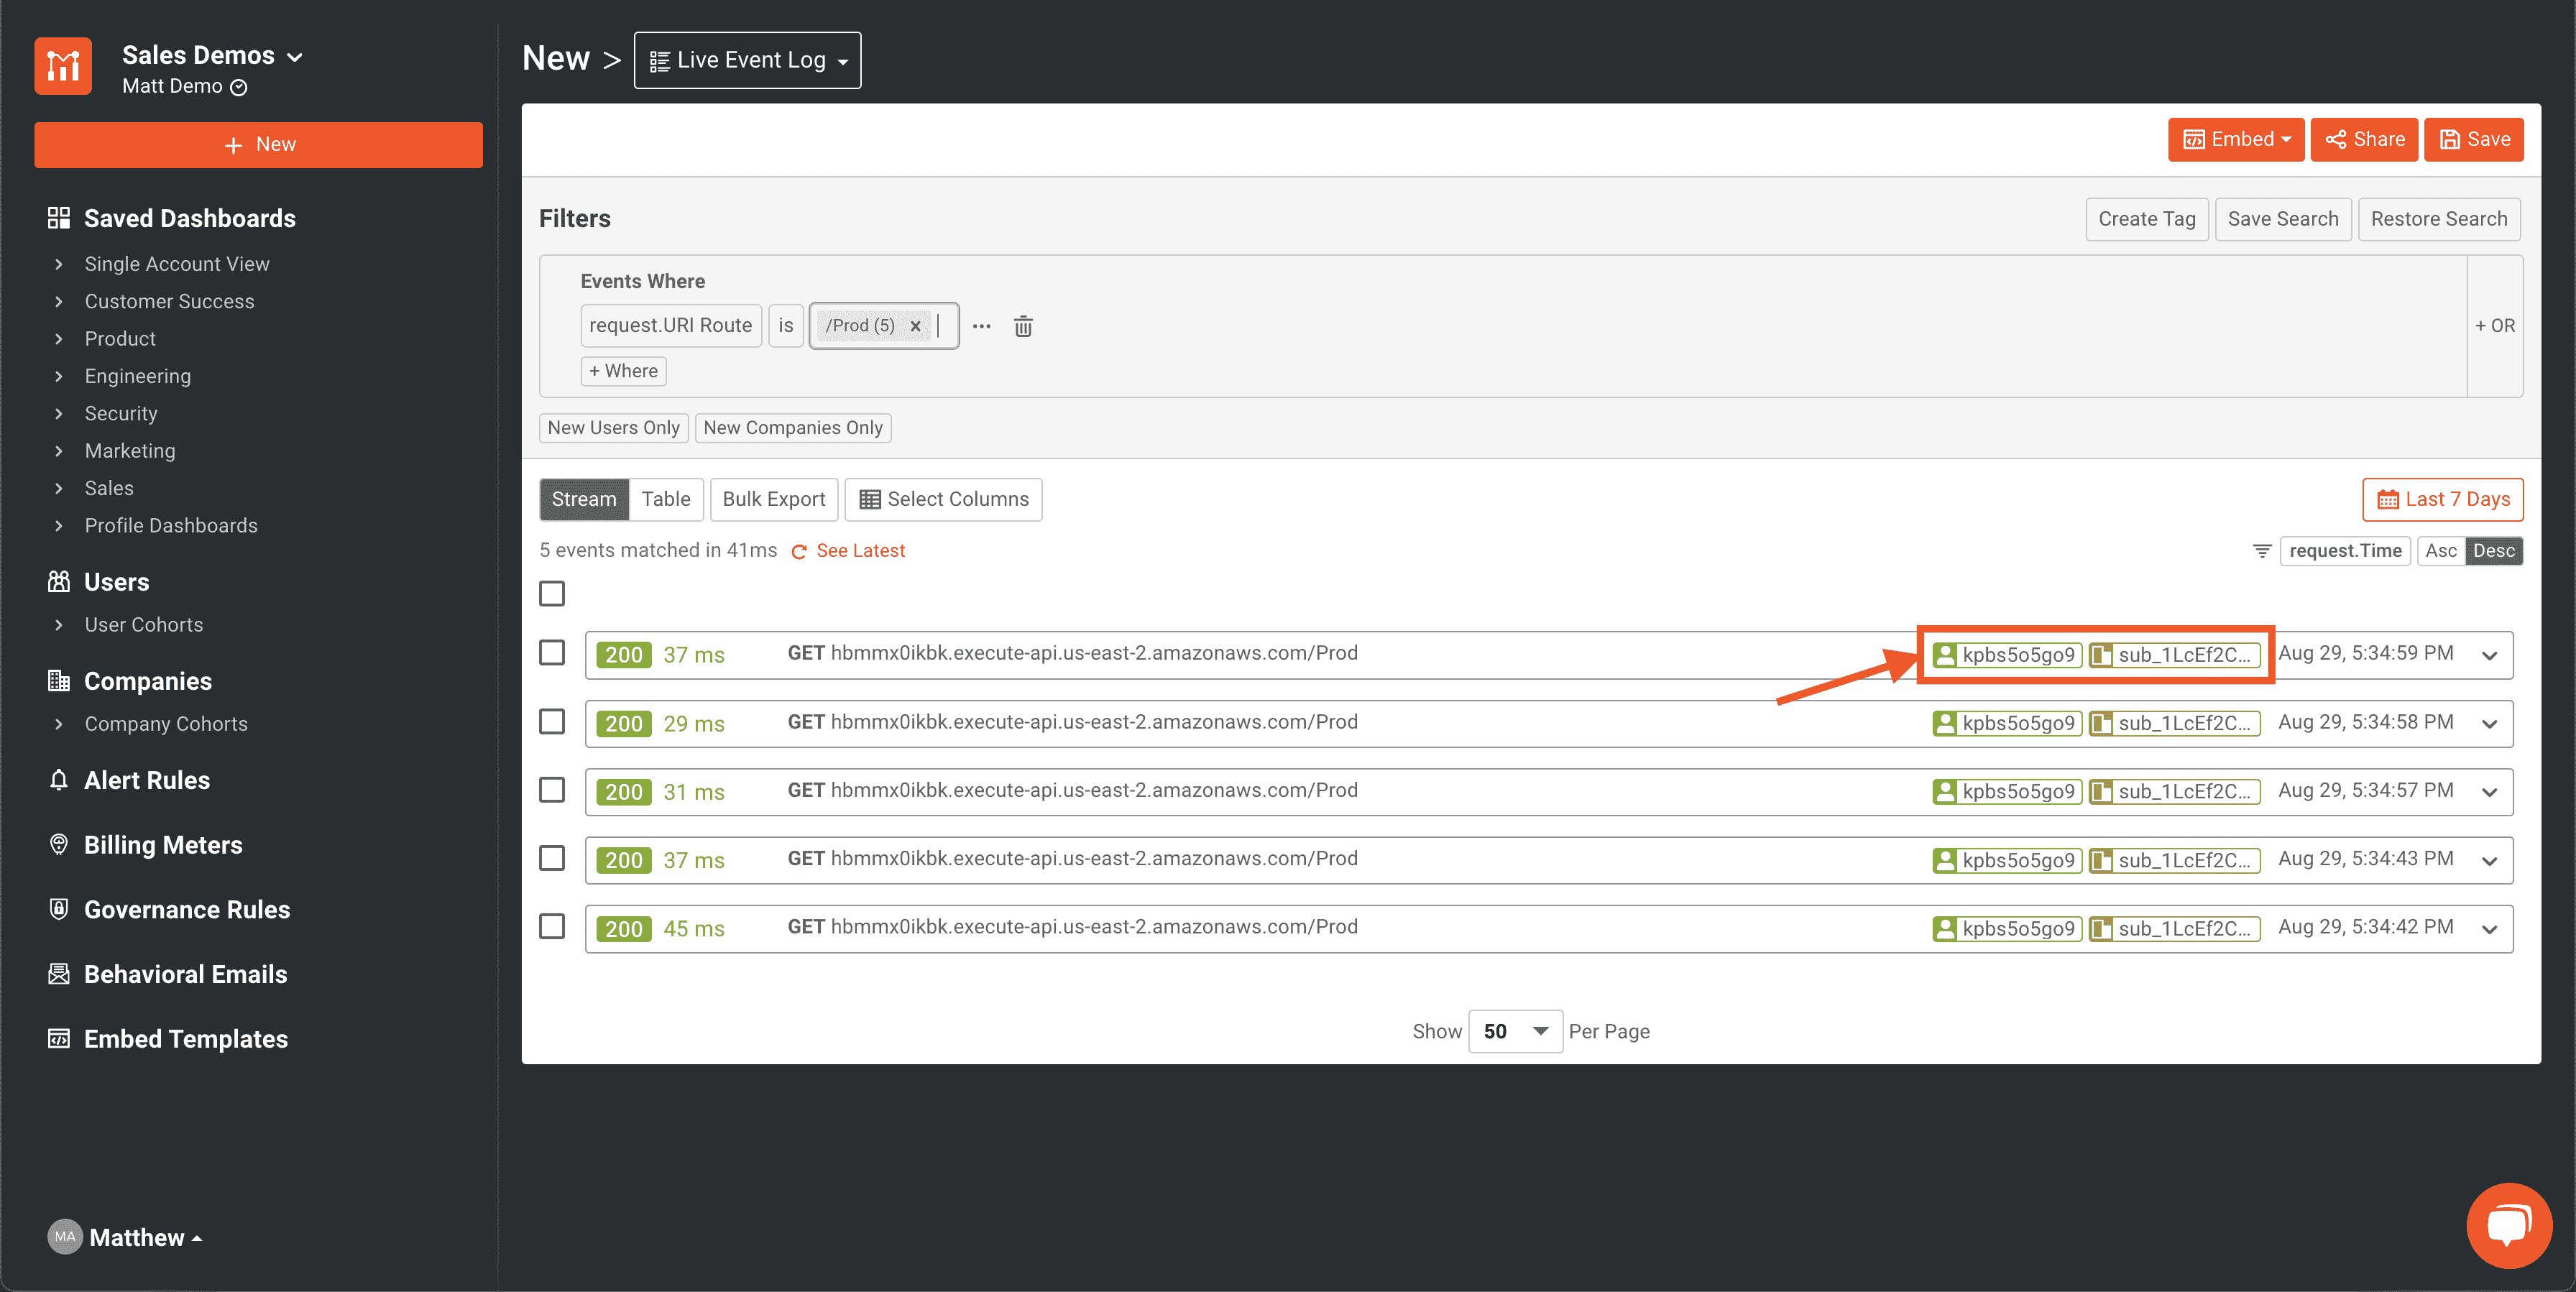 Sales Demos
Matt Demo
+ New
Saved Dashboards
Single Account View
Customer Success
Product
Engineering
Security
Marketing
Sales
Profile Dashboards
Users
User Cohorts
Companies
Company Cohorts
Alert Rules
Billing Meters
Governance Rules
Behavioral Emails
Embed Templates
MA Matthew
New > Live Event Log
Embed Share Save
Filters Create Tag Save Search Restore Search
Events Where
request.URI Route is /Prod (5) × ··· + OR
+ Where
New Users Only New Companies Only
Stream Table Bulk Export Select Columns Last 7 Days
5 events matched in 41ms See Latest request.Time Asc Desc
200 37 ms GET hbmmx0ikbk.execute-api.us-east-2.amazonaws.com/Prod kpbs5o5go9 sub_1LcEf2C... Aug 29, 5:34:59 PM
200 29 ms GET hbmmx0ikbk.execute-api.us-east-2.amazonaws.com/Prod kpbs5o5go9 sub_1LcEf2C... Aug 29, 5:34:58 PM
200 31 ms GET hbmmx0ikbk.execute-api.us-east-2.amazonaws.com/Prod kpbs5o5go9 sub_1LcEf2C... Aug 29, 5:34:57 PM
200 37 ms GET hbmmx0ikbk.execute-api.us-east-2.amazonaws.com/Prod kpbs5o5go9 sub_1LcEf2C... Aug 29, 5:34:43 PM
200 45 ms GET hbmmx0ikbk.execute-api.us-east-2.amazonaws.com/Prod kpbs5o5go9 sub_1LcEf2C... Aug 29, 5:34:42 PM
Show 50 Per Page